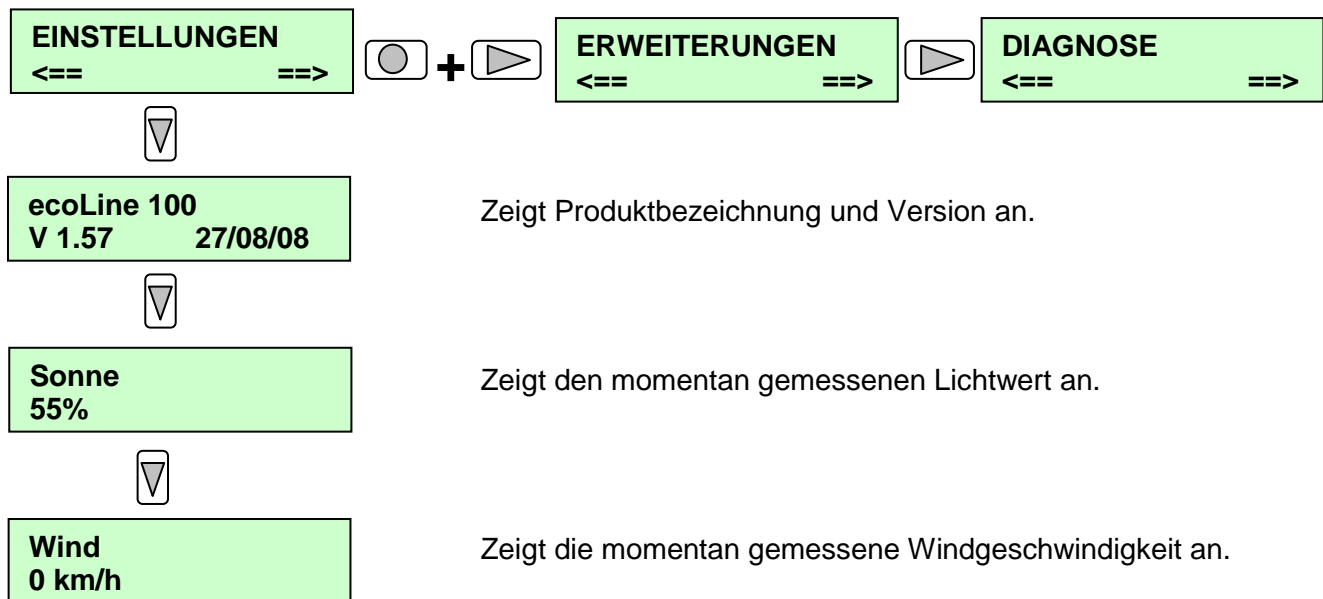 EINSTELLUNGEN
<== ==>
+
ERWEITERUNGEN
<== ==>
DIAGNOSE
<== ==>
ecoLine 100
V 1.57 27/08/08
Zeigt Produktbezeichnung und Version an.
Sonne
55%
Zeigt den momentan gemessenen Lichtwert an.
Wind
0 km/h
Zeigt die momentan gemessene Windgeschwindigkeit an.